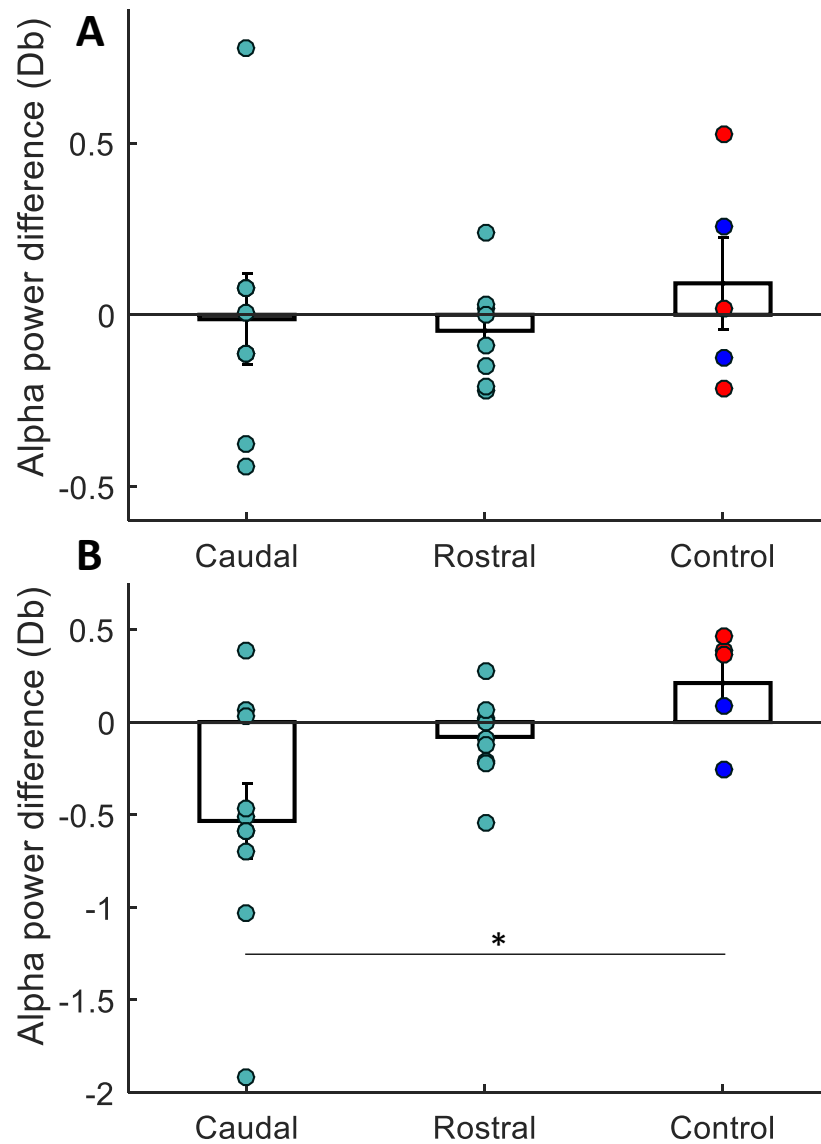 A
Alpha power difference (Db)
0.5
0
-0.5
Caudal Rostral Control
B
Alpha power difference (Db)
0.5
0
-0.5
-1
*
-1.5
-2
Caudal Rostral Control